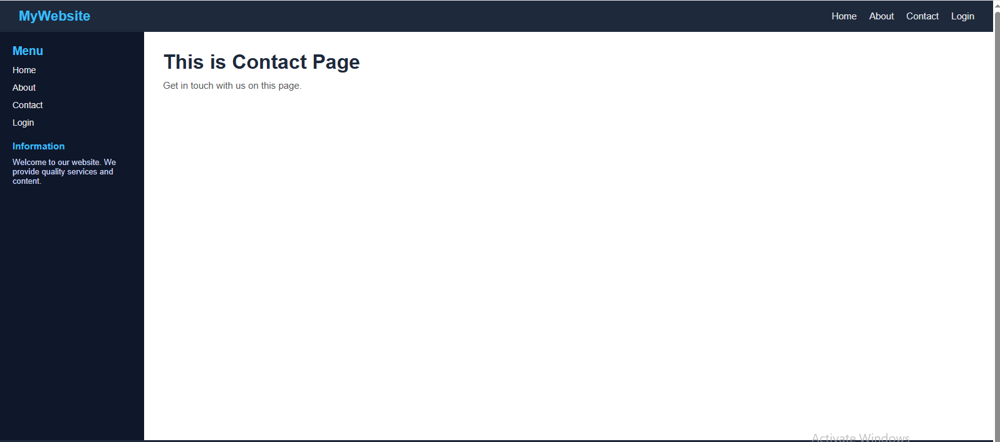 MyWebsite
Home About Contact Login
Menu
Home
About
Contact
Login
Information
Welcome to our website. We
provide quality services and
content.
This is Contact Page
Get in touch with us on this page.
Activate Windows